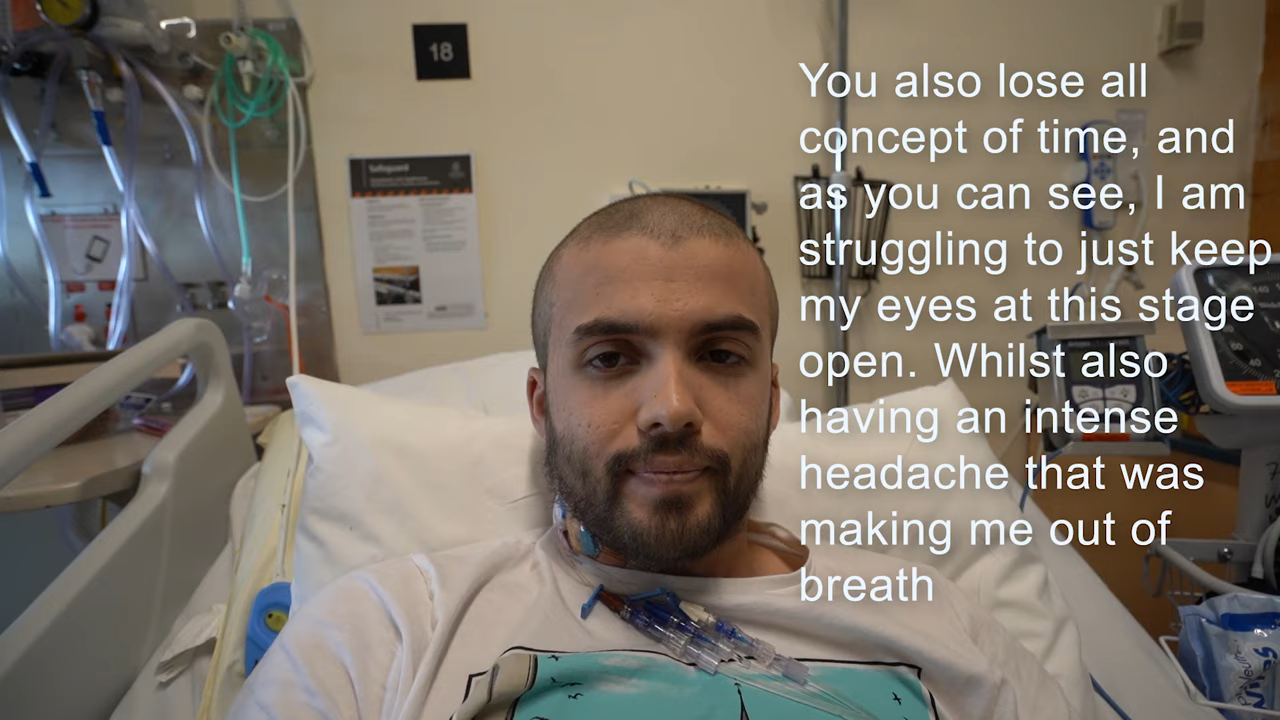 18
Safeguard
You also lose all
concept of time, and
as you can see, I am
struggling to just keep
my eyes at this stage
open. Whilst also
having an intense
headache that was
making me out of
breath